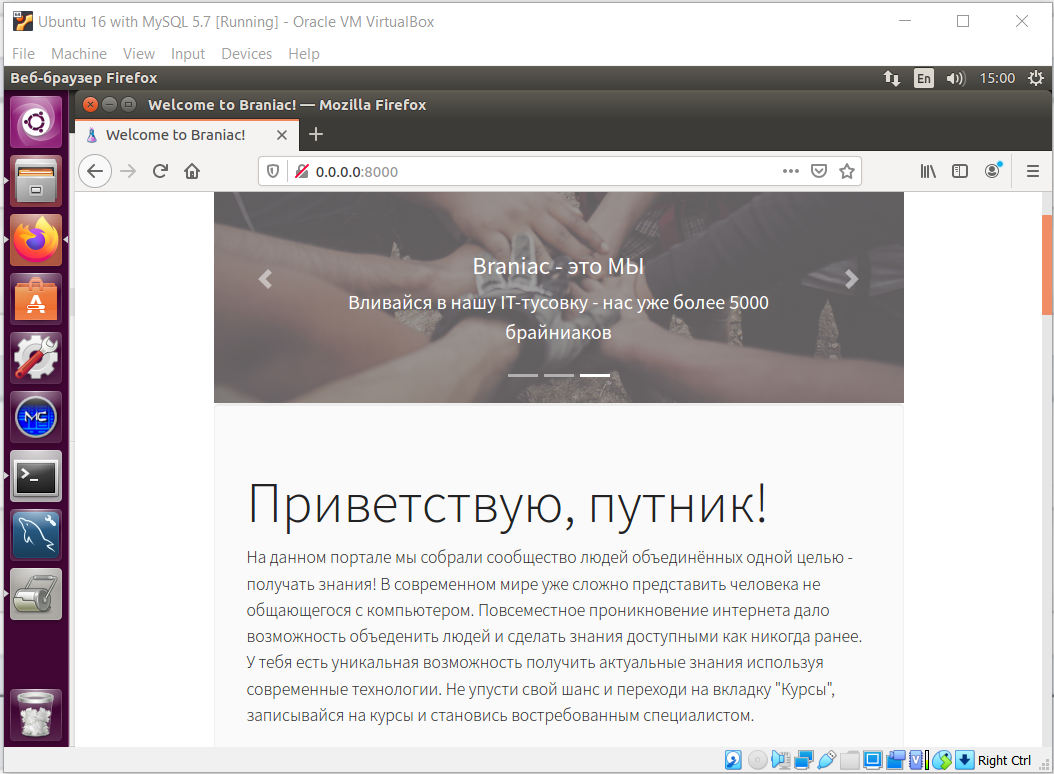 Ubuntu 16 with MySQL 5.7 [Running] - Oracle VM VirtualBox
File Machine View Input Devices Help
Веб-браузер Firefox En 15:00
Welcome to Braniac! — Mozilla Firefox
Welcome to Braniac!
0.0.0.0:8000
Braniac - это МЫ
Вливайся в нашу IT-тусовку - нас уже более 5000
брайниаков
Приветствую, путник!
На данном портале мы собрали сообщество людей объединённых одной целью -
получать знания! В современном мире уже сложно представить человека не
общающегося с компьютером. Повсеместное проникновение интернета дало
возможность объеденить людей и сделать знания доступными как никогда ранее.
У тебя есть уникальная возможность получить актуальные знания используя
современные технологии. Не упусти свой шанс и переходи на вкладку "Курсы",
записывайся на курсы и становись востребованным специалистом.
Right Ctrl